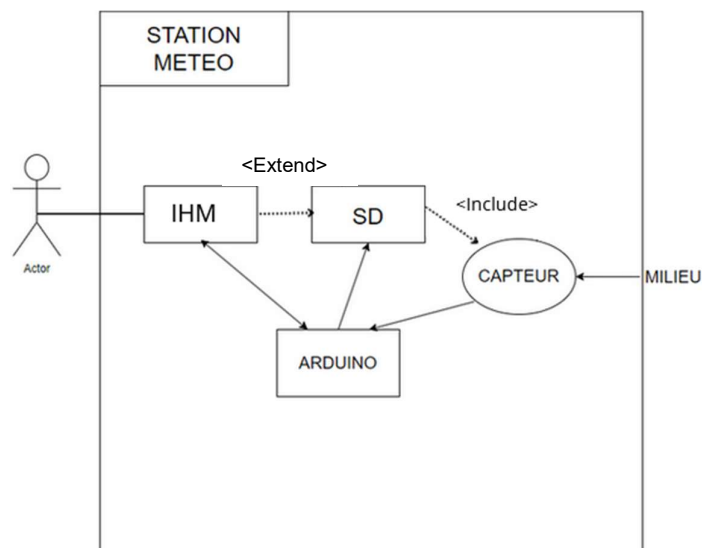 STATION
METEO
<Extend>
IHM
SD
<Include>
Actor
CAPTEUR
MILIEU
ARDUINO